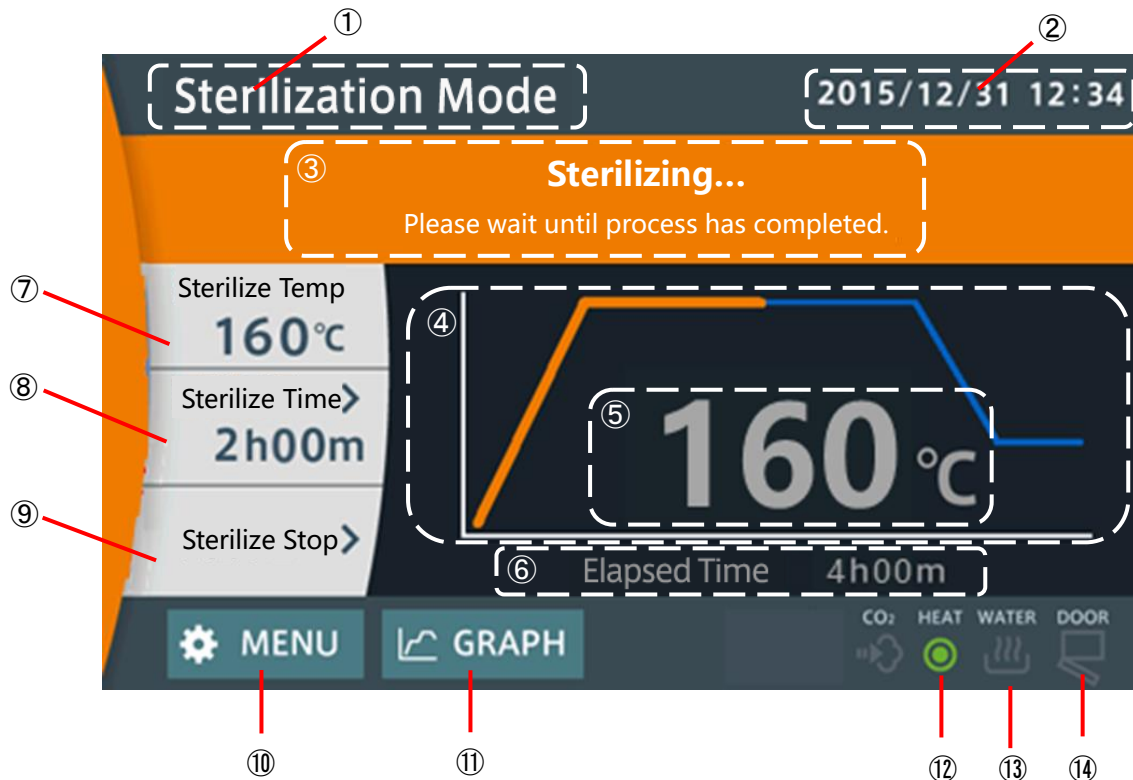 ① ②
Sterilization Mode 2015/12/31 12:34
③ Sterilizing...
Please wait until process has completed.
⑦ Sterilize Temp
160℃
⑧ Sterilize Time
2h00m
⑨ Sterilize Stop
④
⑤ 160 ℃
⑥ Elapsed Time 4h00m
MENU GRAPH
CO₂ HEAT WATER DOOR
⑩ ⑪ ⑫ ⑬ ⑭